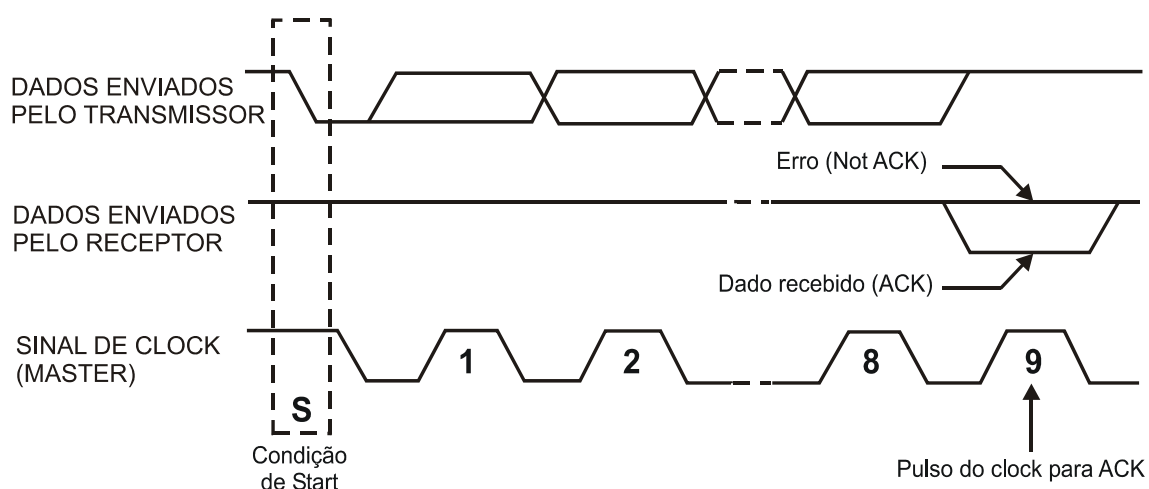 DADOS ENVIADOS
PELO TRANSMISSOR
Erro (Not ACK)
DADOS ENVIADOS
PELO RECEPTOR
Dado recebido (ACK)
SINAL DE CLOCK
(MASTER)
1
2
8
9
S
Condição
de Start
Pulso do clock para ACK